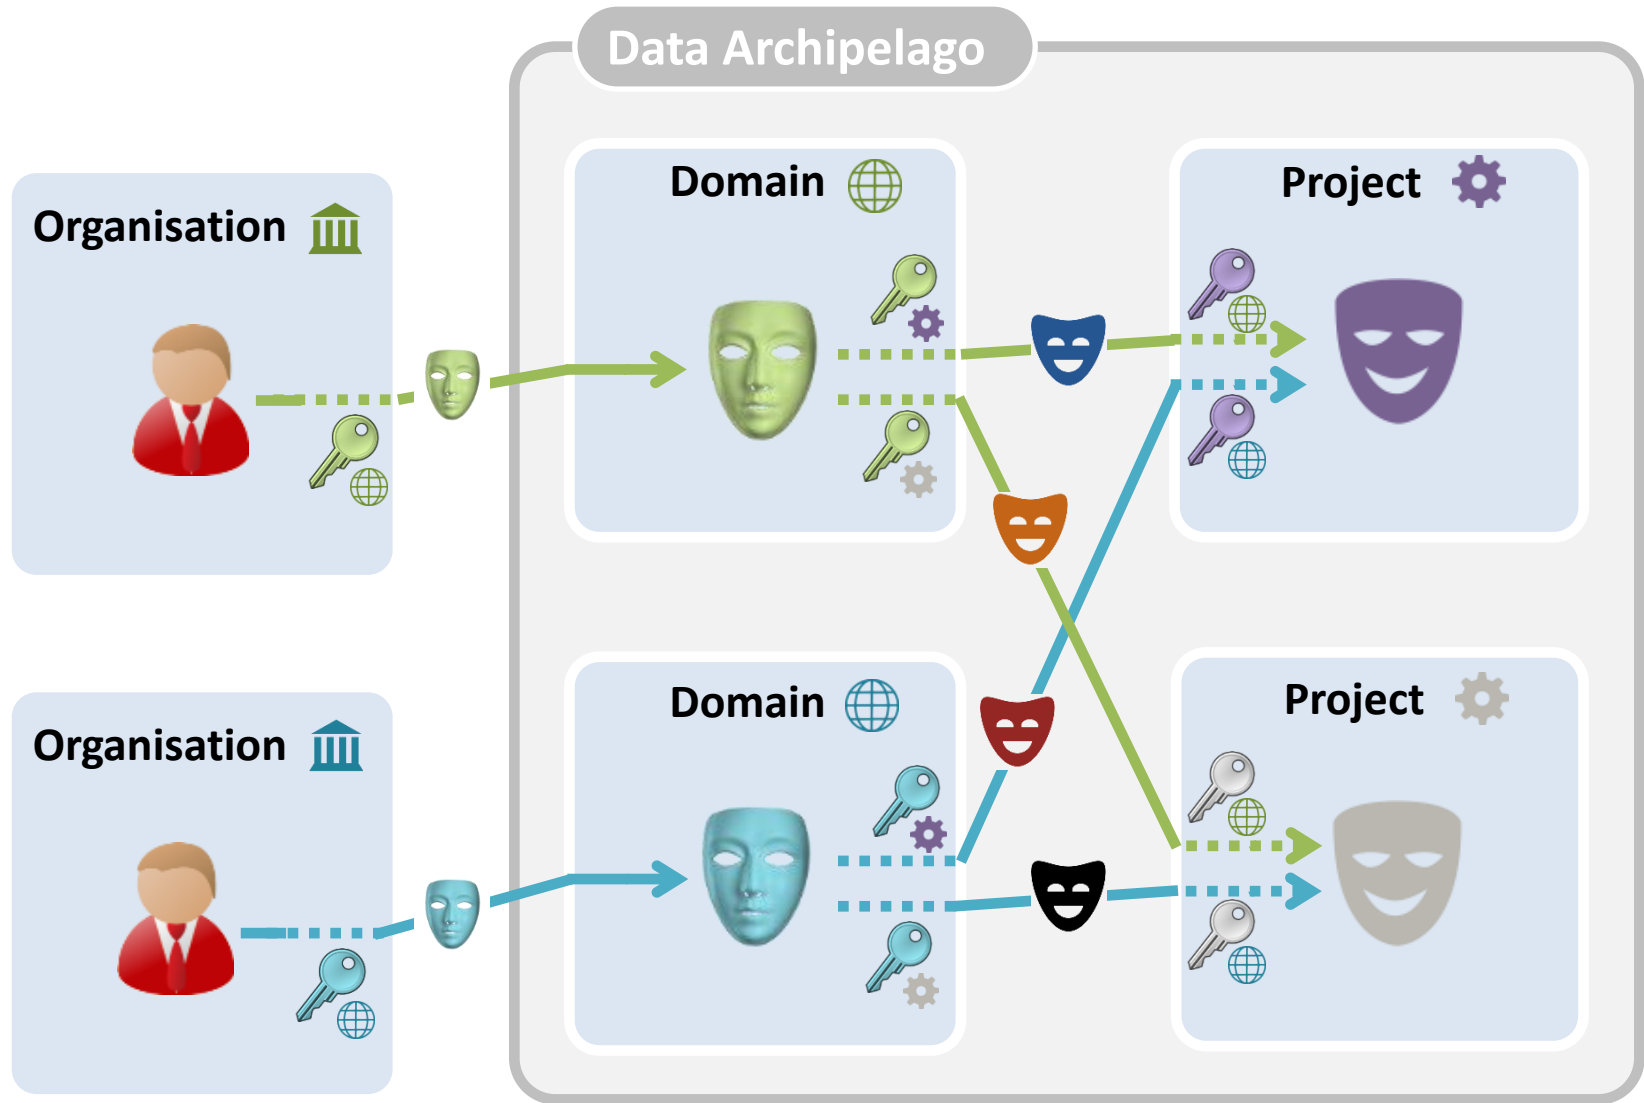 Data Archipelago
Organisation
Domain
Project
Organisation
Domain
Project